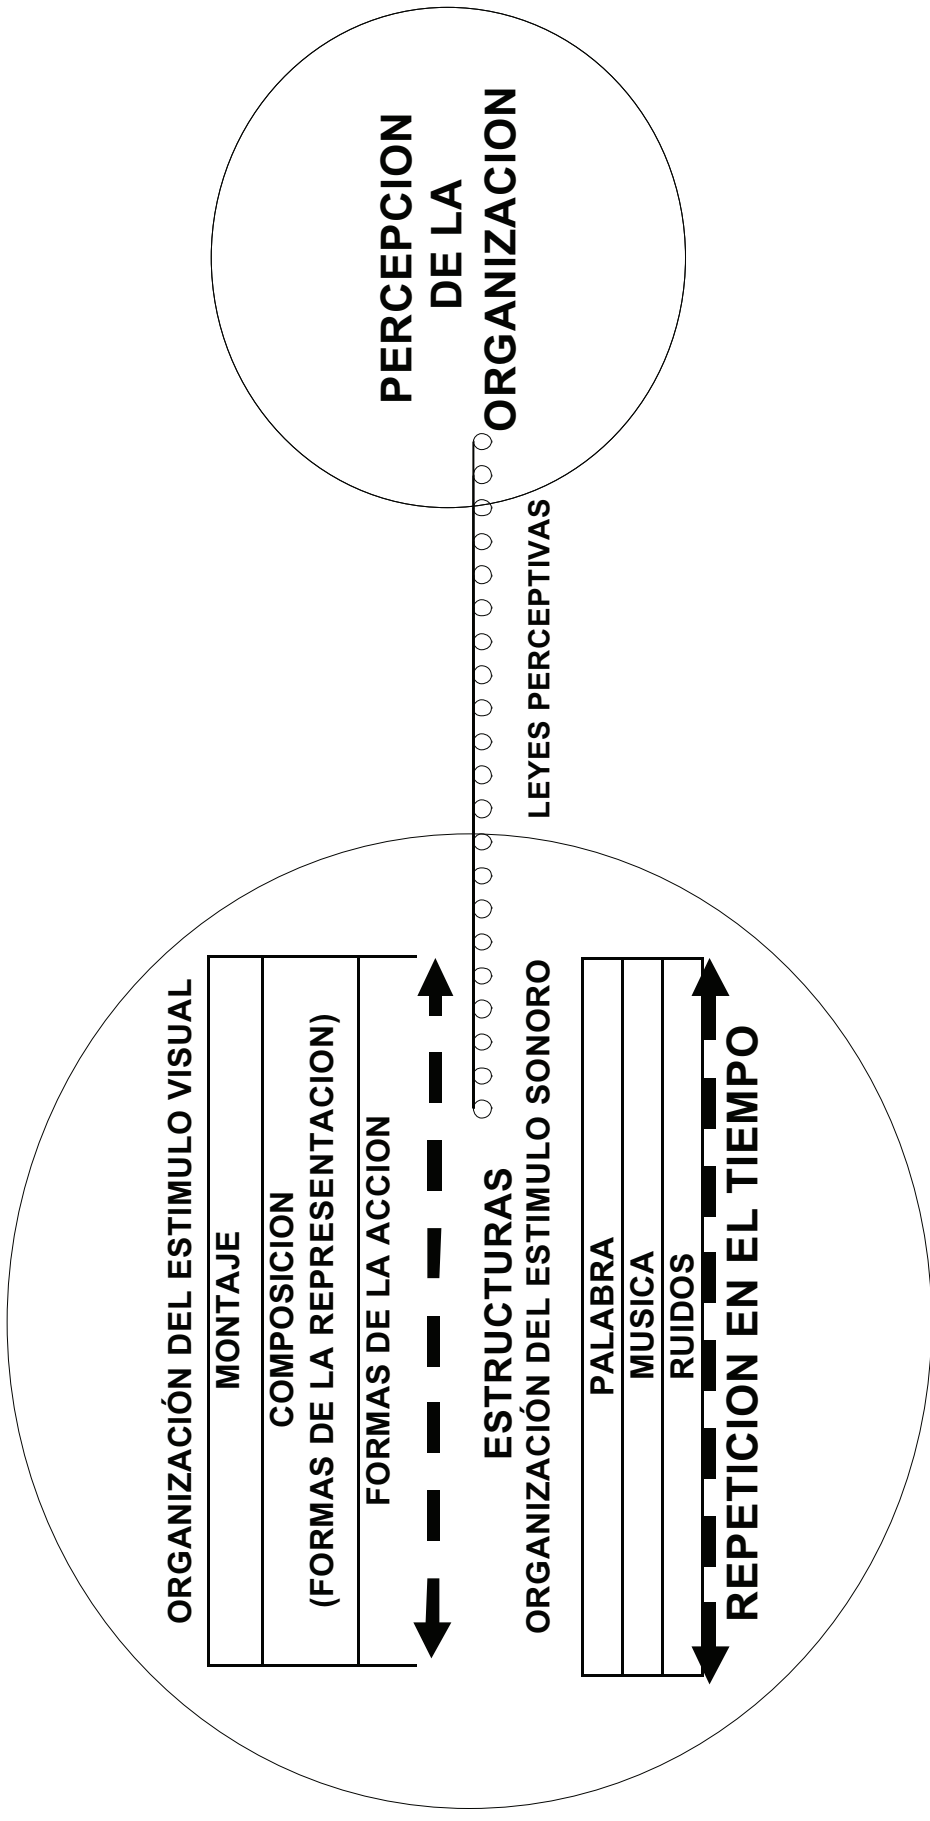 ORGANIZACIÓN DEL ESTIMULO VISUAL
MONTAJE
COMPOSICION
(FORMAS DE LA REPRESENTACION)
FORMAS DE LA ACCION
ESTRUCTURAS
ORGANIZACIÓN DEL ESTIMULO SONORO
PALABRA
MUSICA
RUIDOS
REPETICION EN EL TIEMPO
LEYES PERCEPTIVAS
PERCEPCION
DE LA
ORGANIZACION